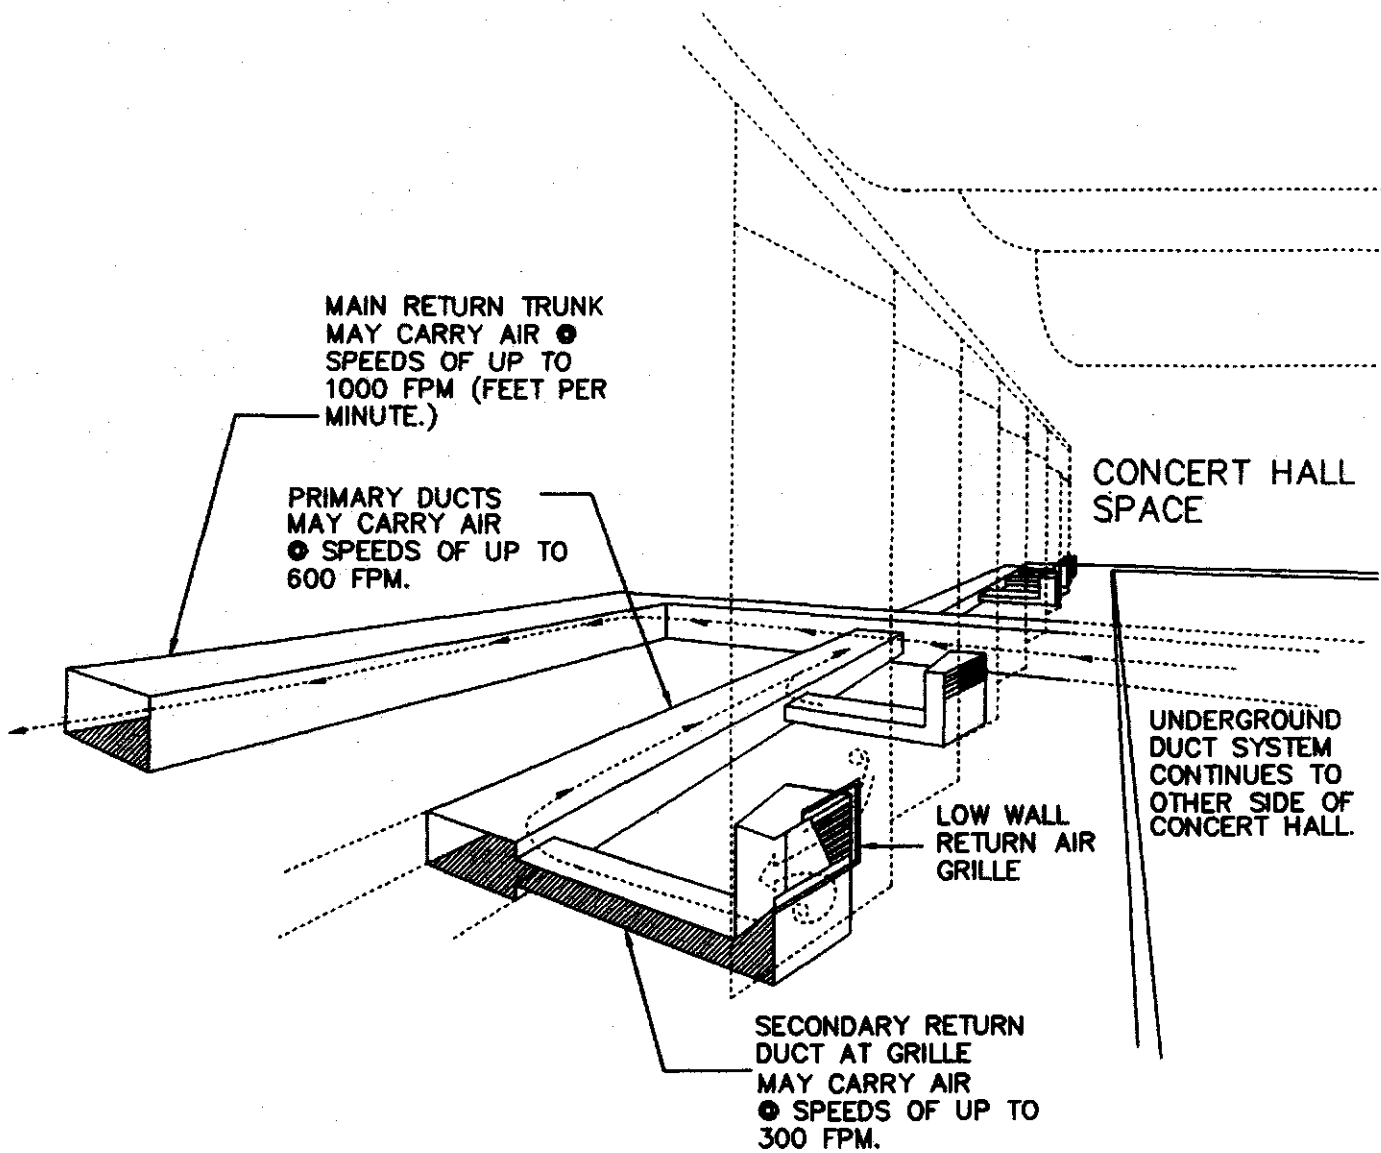 MAIN RETURN TRUNK
MAY CARRY AIR @
SPEEDS OF UP TO
1000 FPM (FEET PER
MINUTE.)
PRIMARY DUCTS
MAY CARRY AIR
@ SPEEDS OF UP TO
600 FPM.
CONCERT HALL
SPACE
UNDERGROUND
DUCT SYSTEM
CONTINUES TO
OTHER SIDE OF
CONCERT HALL.
LOW WALL
RETURN AIR
GRILLE
SECONDARY RETURN
DUCT AT GRILLE
MAY CARRY AIR
@ SPEEDS OF UP TO
300 FPM.